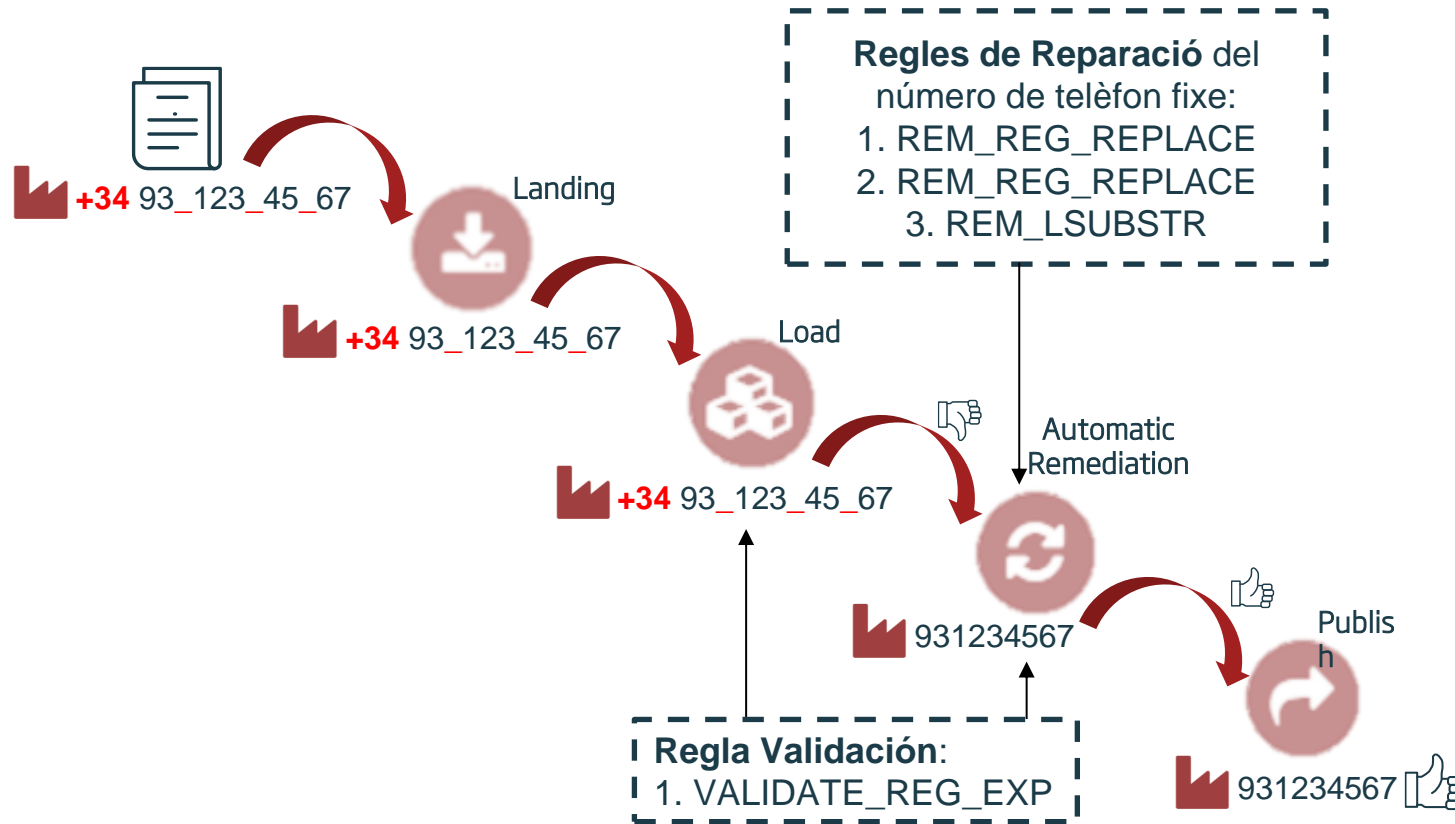 Regles de Reparació del
número de telèfon fixe:
1. REM_REG_REPLACE
2. REM_REG_REPLACE
3. REM_LSUBSTR
+34 93_123_45_67
Landing
+34 93_123_45_67
Load
+34 93_123_45_67
Automatic
Remediation
931234567
Publis
h
931234567
Regla Validación:
1. VALIDATE_REG_EXP